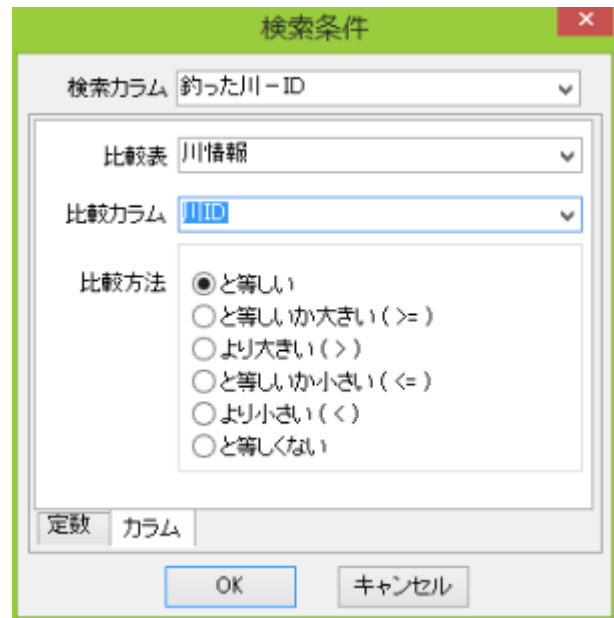 検索条件
検索カラム 釣った川－ID
比較表 川情報
比較カラム 川ID
比較方法
と等しい
と等しいか大きい ( >= )
より大きい ( > )
と等しいか小さい ( <= )
より小さい ( < )
と等しくない
定数 カラム
OK キャンセル